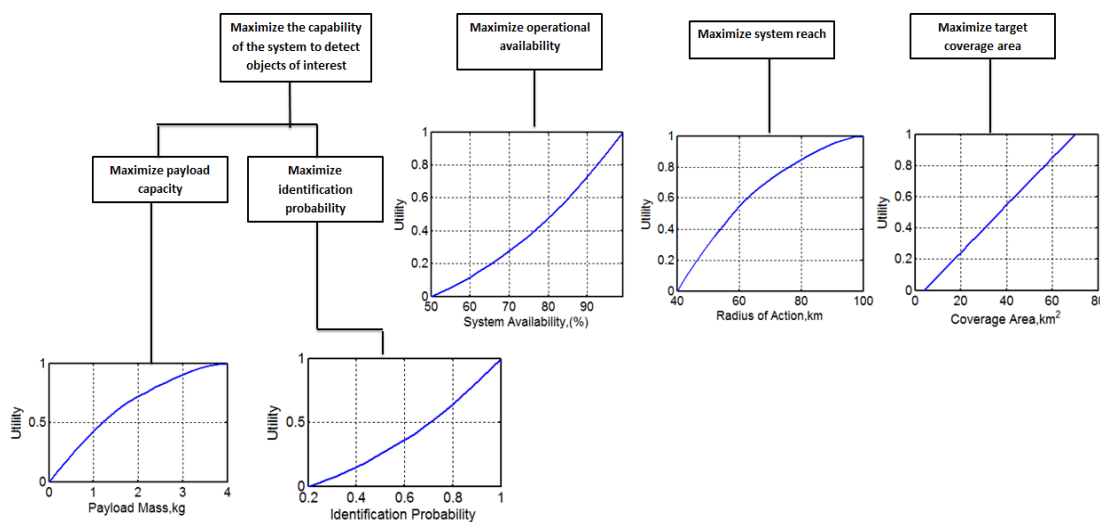 Maximize the capability
of the system to detect
objects of interest
Maximize operational
availability
Maximize system reach
Maximize target
coverage area
Maximize payload
capacity
Maximize
identification
probability
Utility
1
0.8
0.6
0.4
0.2
0
50 60 70 80 90
System Availability,(%)
Utility
1
0.8
0.6
0.4
0.2
0
40 60 80 100
Radius of Action,km
Utility
1
0.8
0.6
0.4
0.2
0
0 20 40 60 80
Coverage Area,km²
Utility
1
0.5
0
0 1 2 3 4
Payload Mass,kg
Utility
1
0.5
0
0.2 0.4 0.6 0.8 1
Identification Probability